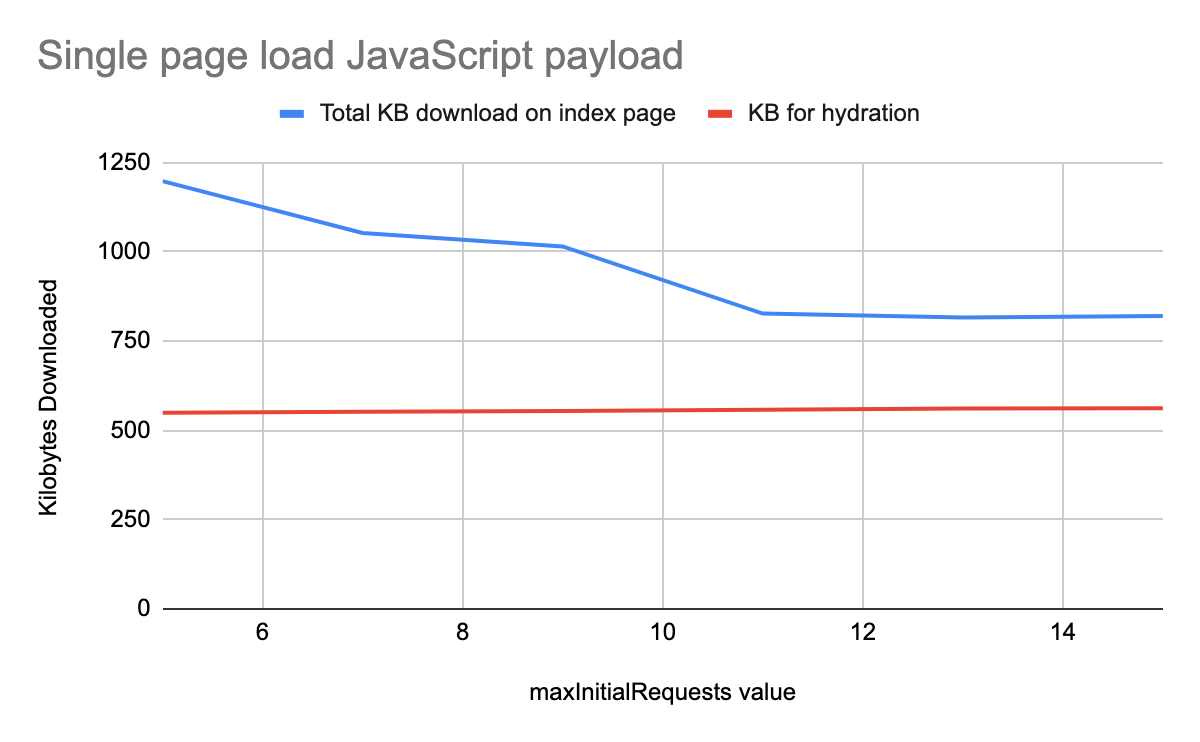 Single page load JavaScript payload
Total KB download on index page KB for hydration
1250
1000
750
500
250
0
Kilobytes Downloaded
6 8 10 12 14
maxInitialRequests value